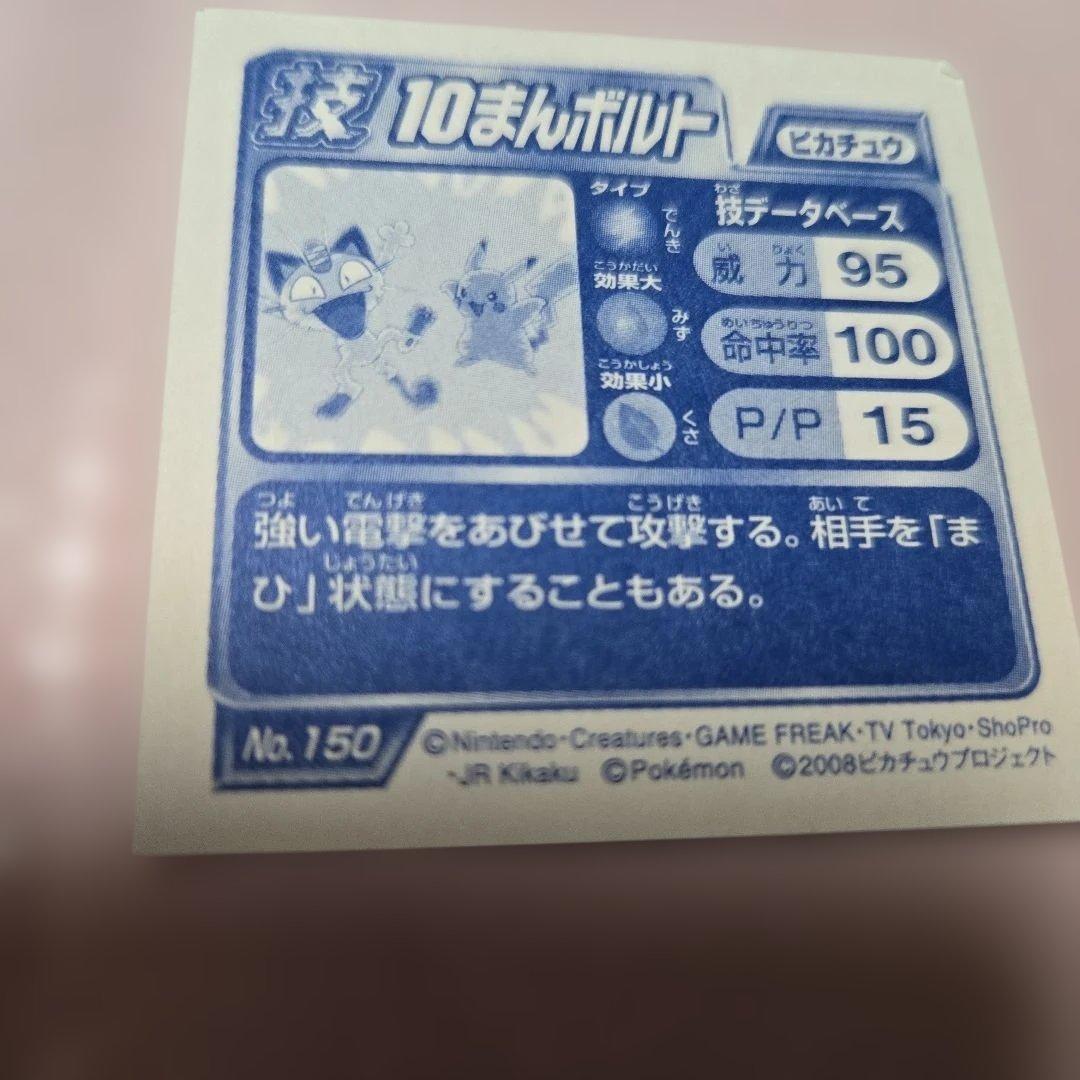 技 10まんボルト ピカチュウ
タイプ
でんき
こうかだい
効果大
みず
こうかしょう
効果小
くさ
わざ
技データベース
いりょく
威力 95
めいちゅうりつ
命中率 100
P/P 15
つよ でんげき こうげき あいて
強い電撃をあびせて攻撃する。相手を「ま
じょうたい
ひ」状態にすることもある。
No.150
©Nintendo・Creatures・GAME FREAK・TV Tokyo・ShoPro
・JR Kikaku ©Pokémon ©2008ピカチュウプロジェクト